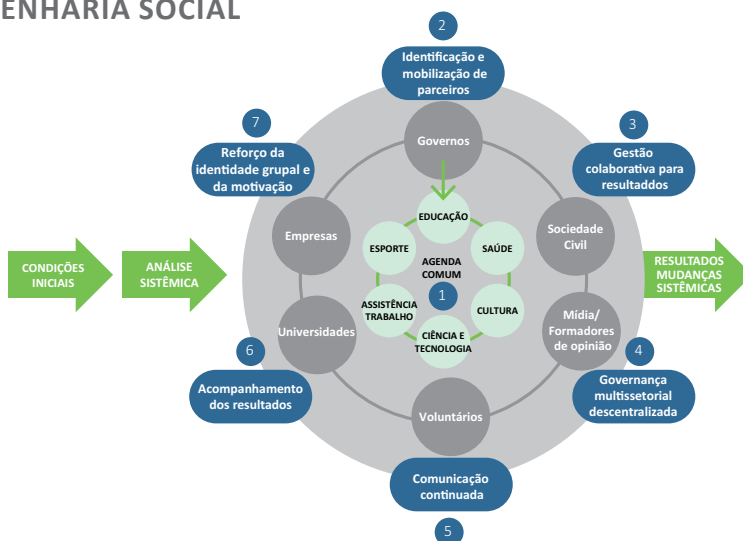 ENHARIA SOCIAL
2
Identificação e
mobilização de
parceiros
7
Reforço da
identidade grupal e
da motivação
3
Gestão
colaborativa para
resultaddos
Governos
EDUCAÇÃO
Empresas
ESPORTE
SAÚDE
Sociedade
Civil
AGENDA
COMUM
1
CONDIÇÕES
INICIAIS
ANÁLISE
SISTÊMICA
RESULTADOS
MUDANÇAS
SISTÊMICAS
ASSISTÊNCIA
TRABALHO
CULTURA
Universidades
CIÊNCIA E
TECNOLOGIA
Mídia/
Formadores
de opinião
6
Acompanhamento
dos resultados
4
Governança
multissetorial
descentralizada
Voluntários
Comunicação
continuada
5